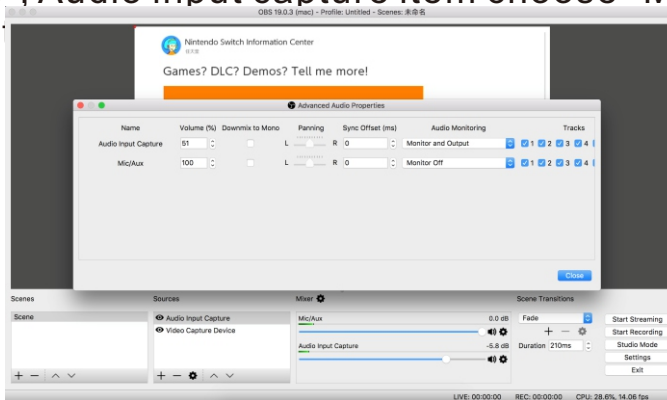 , Audio input capture item choose "M
OBS 19.0.3 (mac) - Profile: Untitled - Scenes: 未命名
Nintendo Switch Information Center
Games? DLC? Demos? Tell me more!
Advanced Audio Properties
Name Volume (%) Downmix to Mono Panning Sync Offset (ms) Audio Monitoring Tracks
Audio Input Capture 51 L R 0 Monitor and Output 1 2 3 4
Mic/Aux 100 L R 0 Monitor Off 1 2 3 4
Close
Scenes Sources Mixer Scene Transitions
Scene Audio Input Capture Mic/Aux 0.0 dB Fade Start Streaming
Video Capture Device Start Recording
Audio Input Capture -5.8 dB Duration 210ms Studio Mode
Settings
Exit
LIVE: 00:00:00 REC: 00:00:00 CPU: 28.6%, 14.06 fps